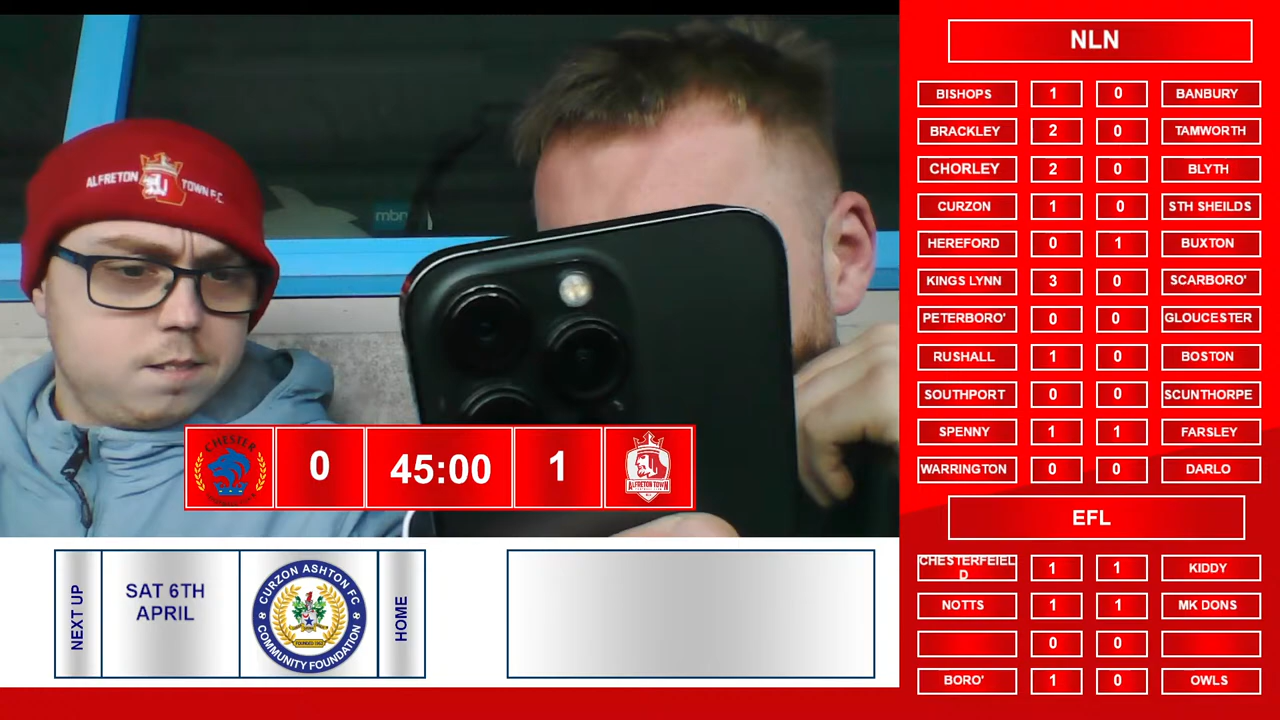 ALFRETON TOWN F.C.
mbn
CHESTER
0
45:00
1
ALFRETON TOWN
NEXT UP
SAT 6TH
APRIL
CURZON ASHTON FC
COMMUNITY FOUNDATION
HOME
NLN
BISHOPS 1 0 BANBURY
BRACKLEY 2 0 TAMWORTH
CHORLEY 2 0 BLYTH
CURZON 1 0 STH SHEILDS
HEREFORD 0 1 BUXTON
KINGS LYNN 3 0 SCARBORO'
PETERBORO' 0 0 GLOUCESTER
RUSHALL 1 0 BOSTON
SOUTHPORT 0 0 SCUNTHORPE
SPENNY 1 1 FARSLEY
WARRINGTON 0 0 DARLO
EFL
CHESTERFEIEL
D
1 1 KIDDY
NOTTS 1 1 MK DONS
0 0
BORO' 1 0 OWLS